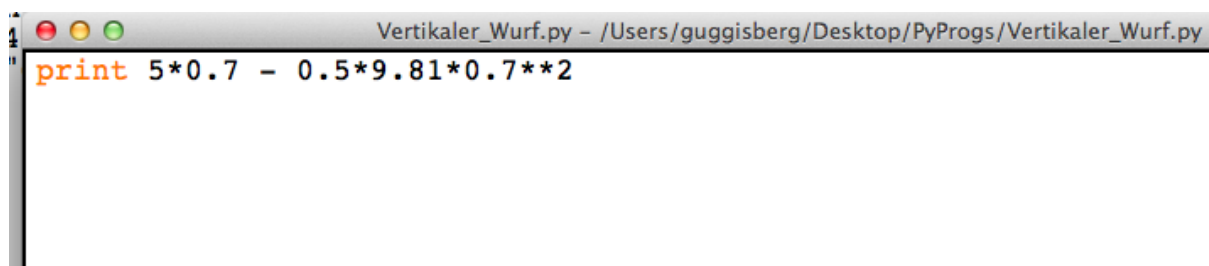 Vertikaler_Wurf.py – /Users/guggisberg/Desktop/PyProgs/Vertikaler_Wurf.py
4
"
print 5*0.7 - 0.5*9.81*0.7**2